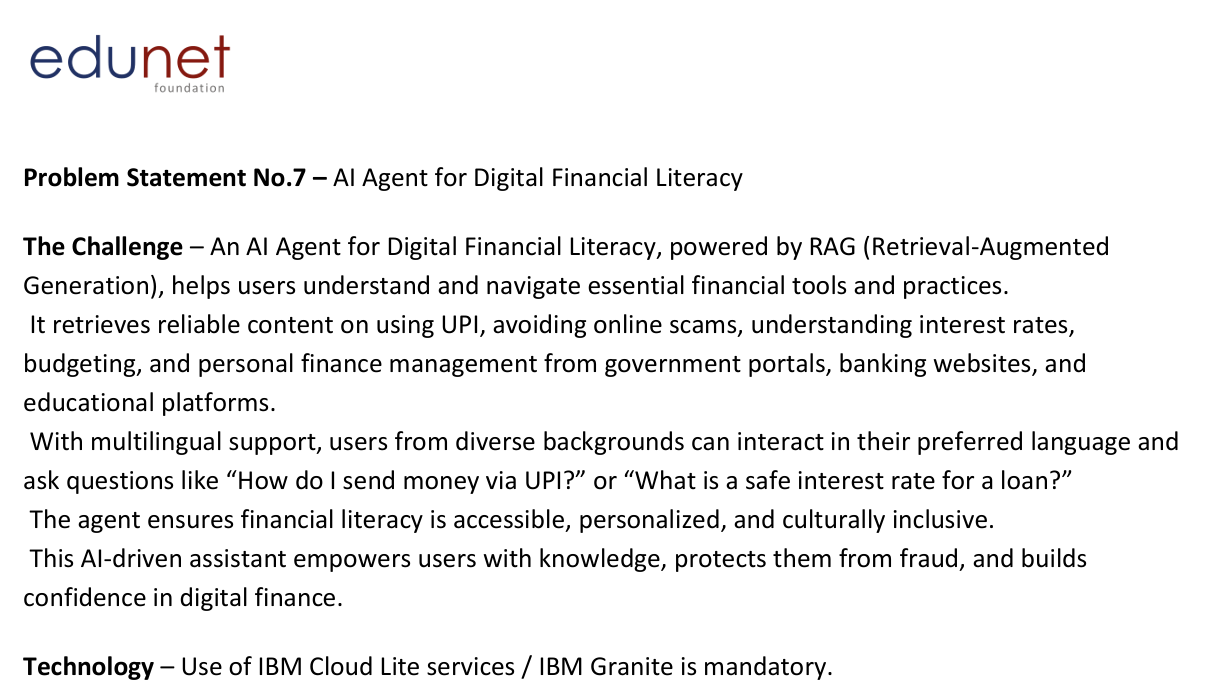 edunet
foundation
Problem Statement No.7 – AI Agent for Digital Financial Literacy
The Challenge – An AI Agent for Digital Financial Literacy, powered by RAG (Retrieval-Augmented
Generation), helps users understand and navigate essential financial tools and practices.
It retrieves reliable content on using UPI, avoiding online scams, understanding interest rates,
budgeting, and personal finance management from government portals, banking websites, and
educational platforms.
With multilingual support, users from diverse backgrounds can interact in their preferred language and
ask questions like “How do I send money via UPI?” or “What is a safe interest rate for a loan?”
The agent ensures financial literacy is accessible, personalized, and culturally inclusive.
This AI-driven assistant empowers users with knowledge, protects them from fraud, and builds
confidence in digital finance.
Technology – Use of IBM Cloud Lite services / IBM Granite is mandatory.